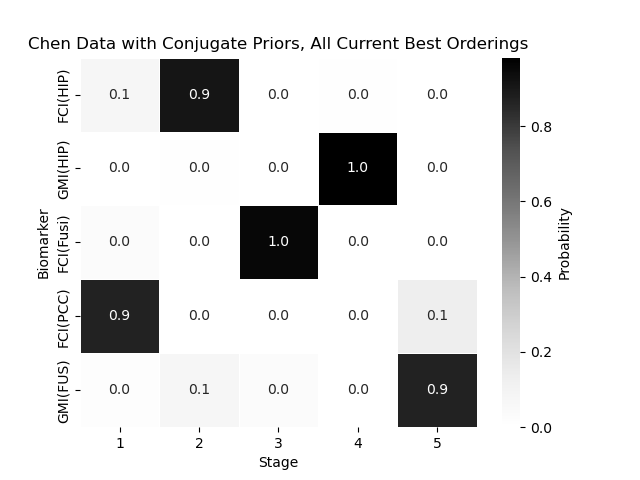 Chen Data with Conjugate Priors, All Current Best Orderings
Biomarker
FCI(HIP) 0.1 0.9 0.0 0.0 0.0
GMI(HIP) 0.0 0.0 0.0 1.0 0.0
FCI(Fusi) 0.0 0.0 1.0 0.0 0.0
FCI(PCC) 0.9 0.0 0.0 0.0 0.1
GMI(FUS) 0.0 0.1 0.0 0.0 0.9
1 2 3 4 5
Stage
0.8
0.6
0.4
0.2
0.0
Probability